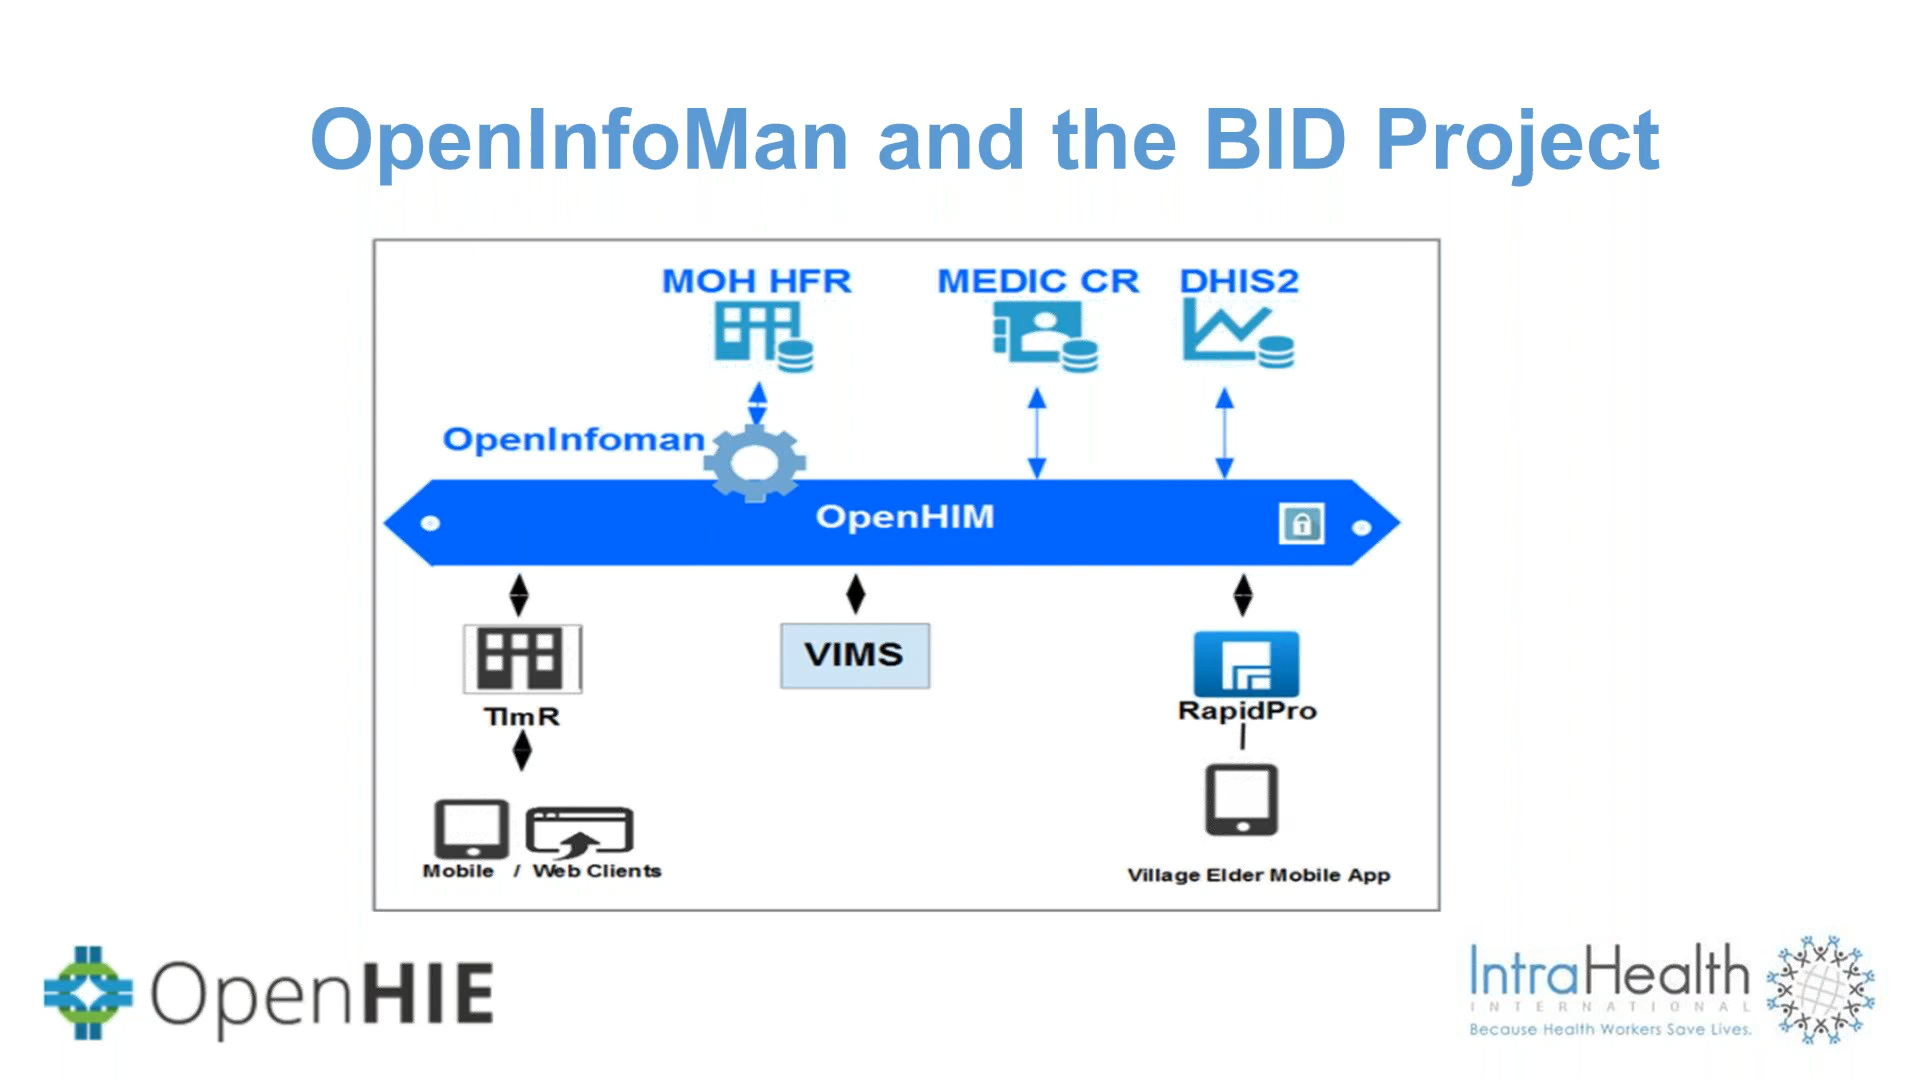 OpenInfoMan and the BID Project
MOH HFR
MEDIC CR
DHIS2
OpenInfoman
OpenHIM
TImR
VIMS
RapidPro
Mobile / Web Clients
Village Elder Mobile App
OpenHIE
IntraHealth
INTERNATIONAL
Because Health Workers Save Lives.